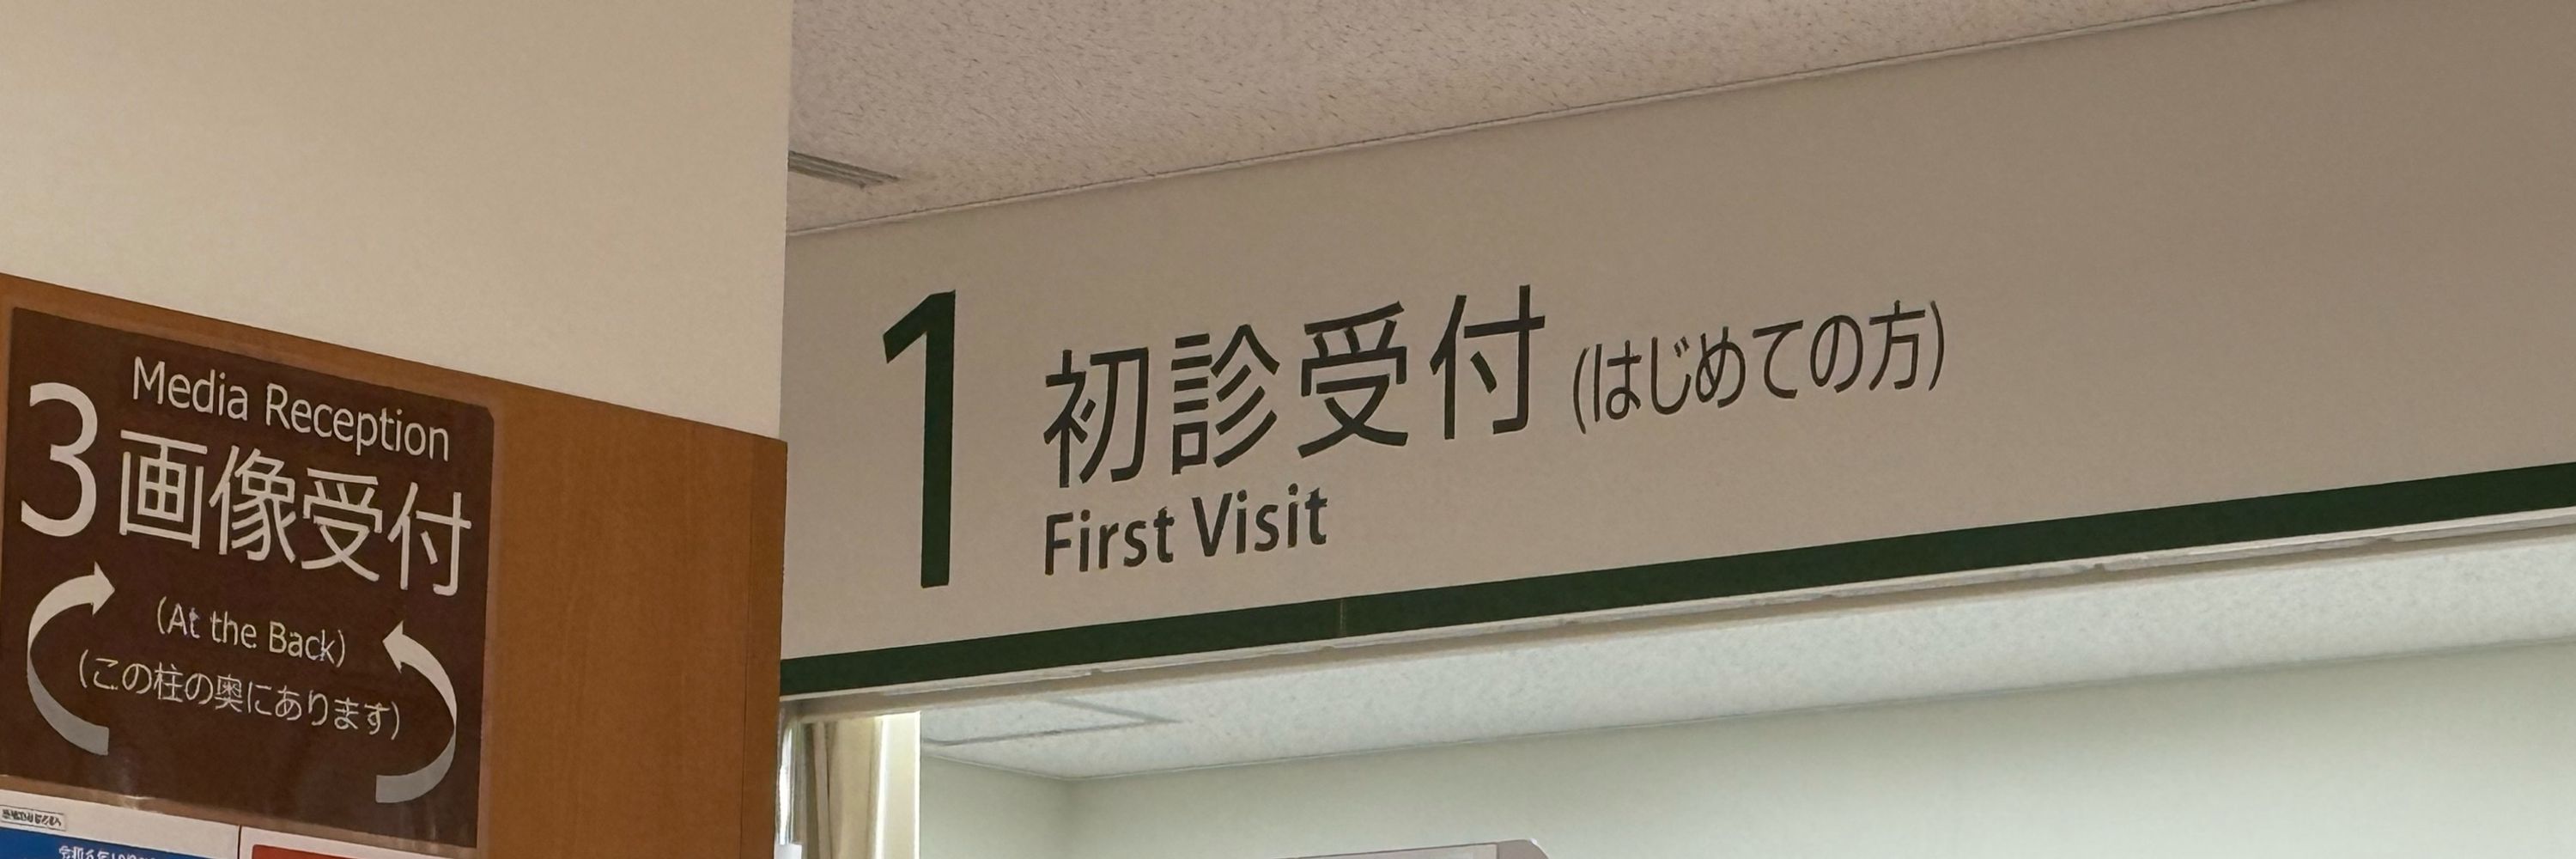 Media Reception
3 画像受付
(At the Back)
(この柱の奥にあります)
1 初診受付 (はじめての方)
First Visit